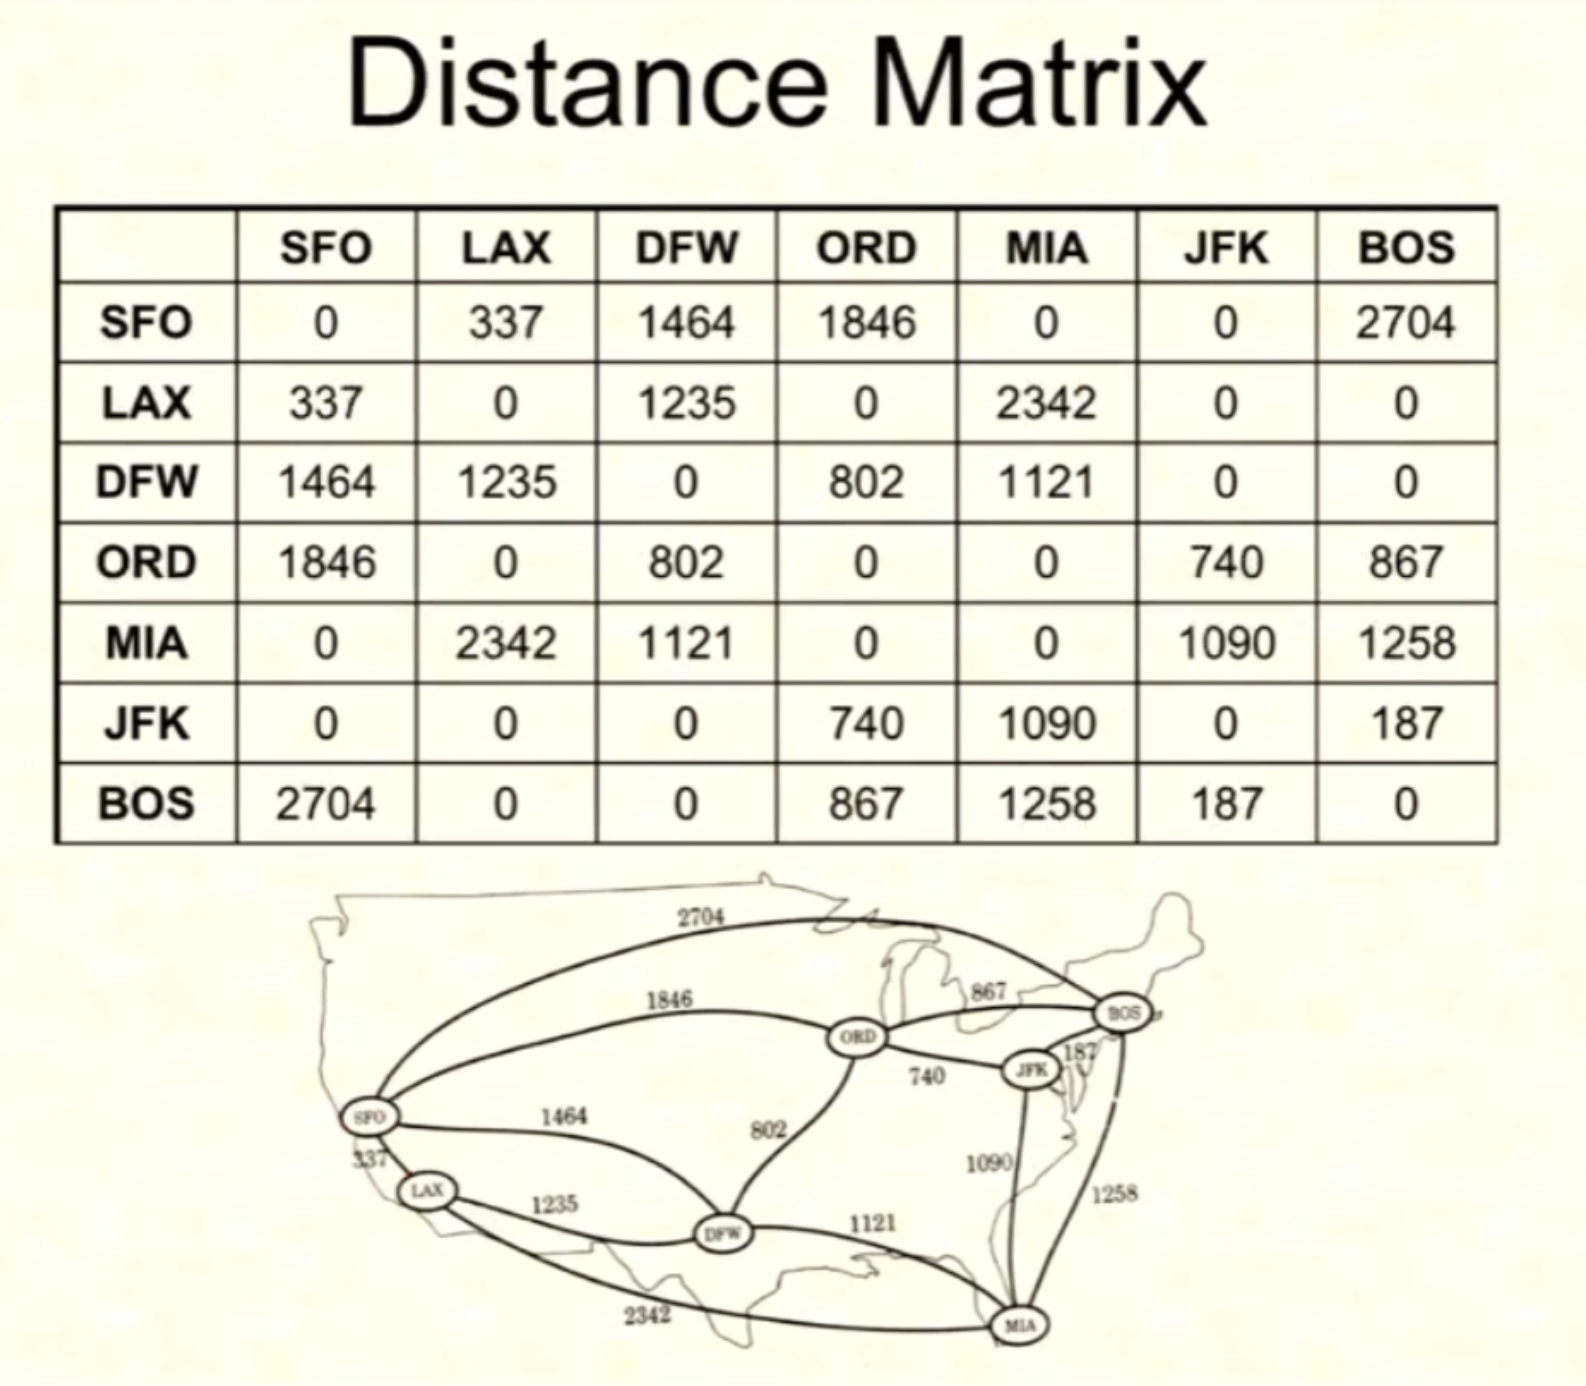 Distance Matrix
SFO LAX DFW ORD MIA JFK BOS
SFO 0 337 1464 1846 0 0 2704
LAX 337 0 1235 0 2342 0 0
DFW 1464 1235 0 802 1121 0 0
ORD 1846 0 802 0 0 740 867
MIA 0 2342 1121 0 0 1090 1258
JFK 0 0 0 740 1090 0 187
BOS 2704 0 0 867 1258 187 0
2704
1846
867
BOS
ORD
187
JFK
740
SFO
1464
802
337
1090
LAX
1235
1258
DFW
1121
2342
MIA